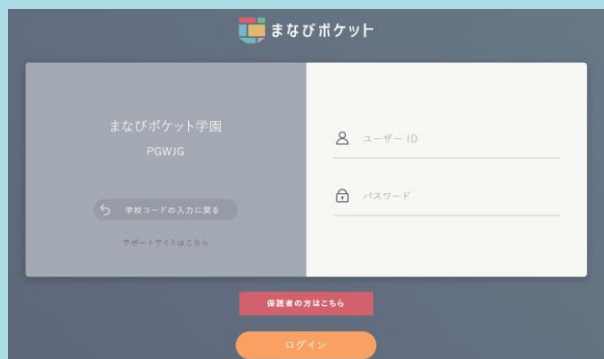 まなびポケット
まなびポケット学園
PGWJG
学校コードの入力に戻る
サポートサイトはこちら
ユーザー ID
パスワード
保護者の方はこちら
ログイン